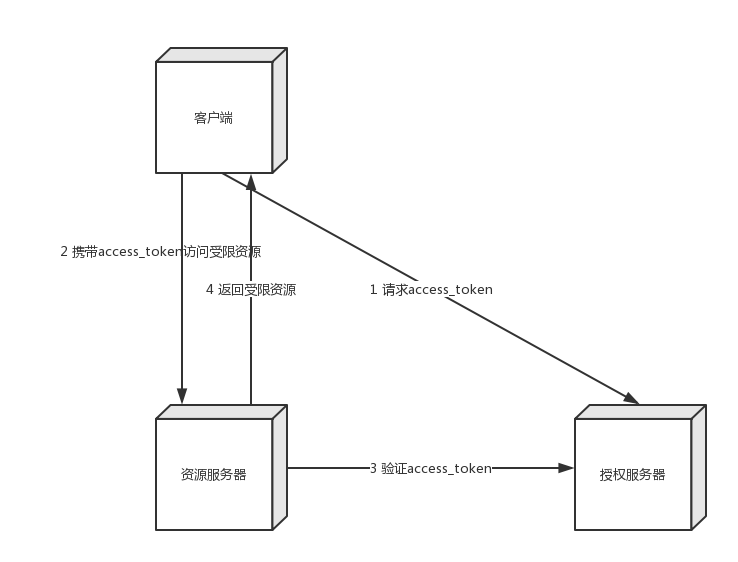 客户端
2 携带access_token访问受限资源
4 返回受限资源
1 请求access_token
3 验证access_token
资源服务器
授权服务器